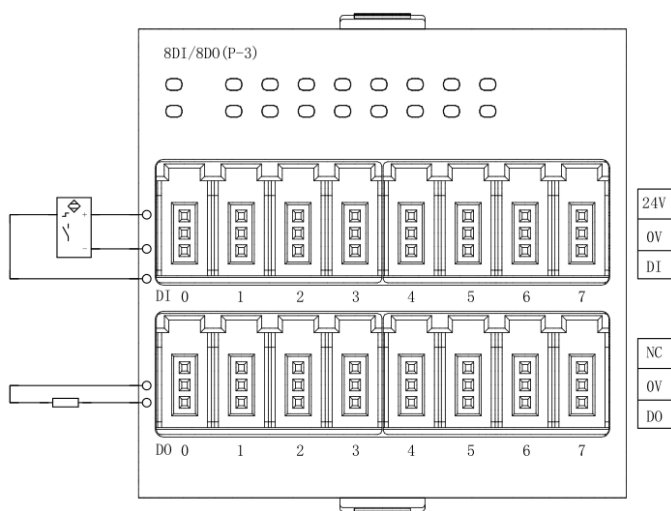 8DI/8DO(P-3)
+
-
24V
0V
DI
DI 0 1 2 3 4 5 6 7
NC
0V
DO
DO 0 1 2 3 4 5 6 7